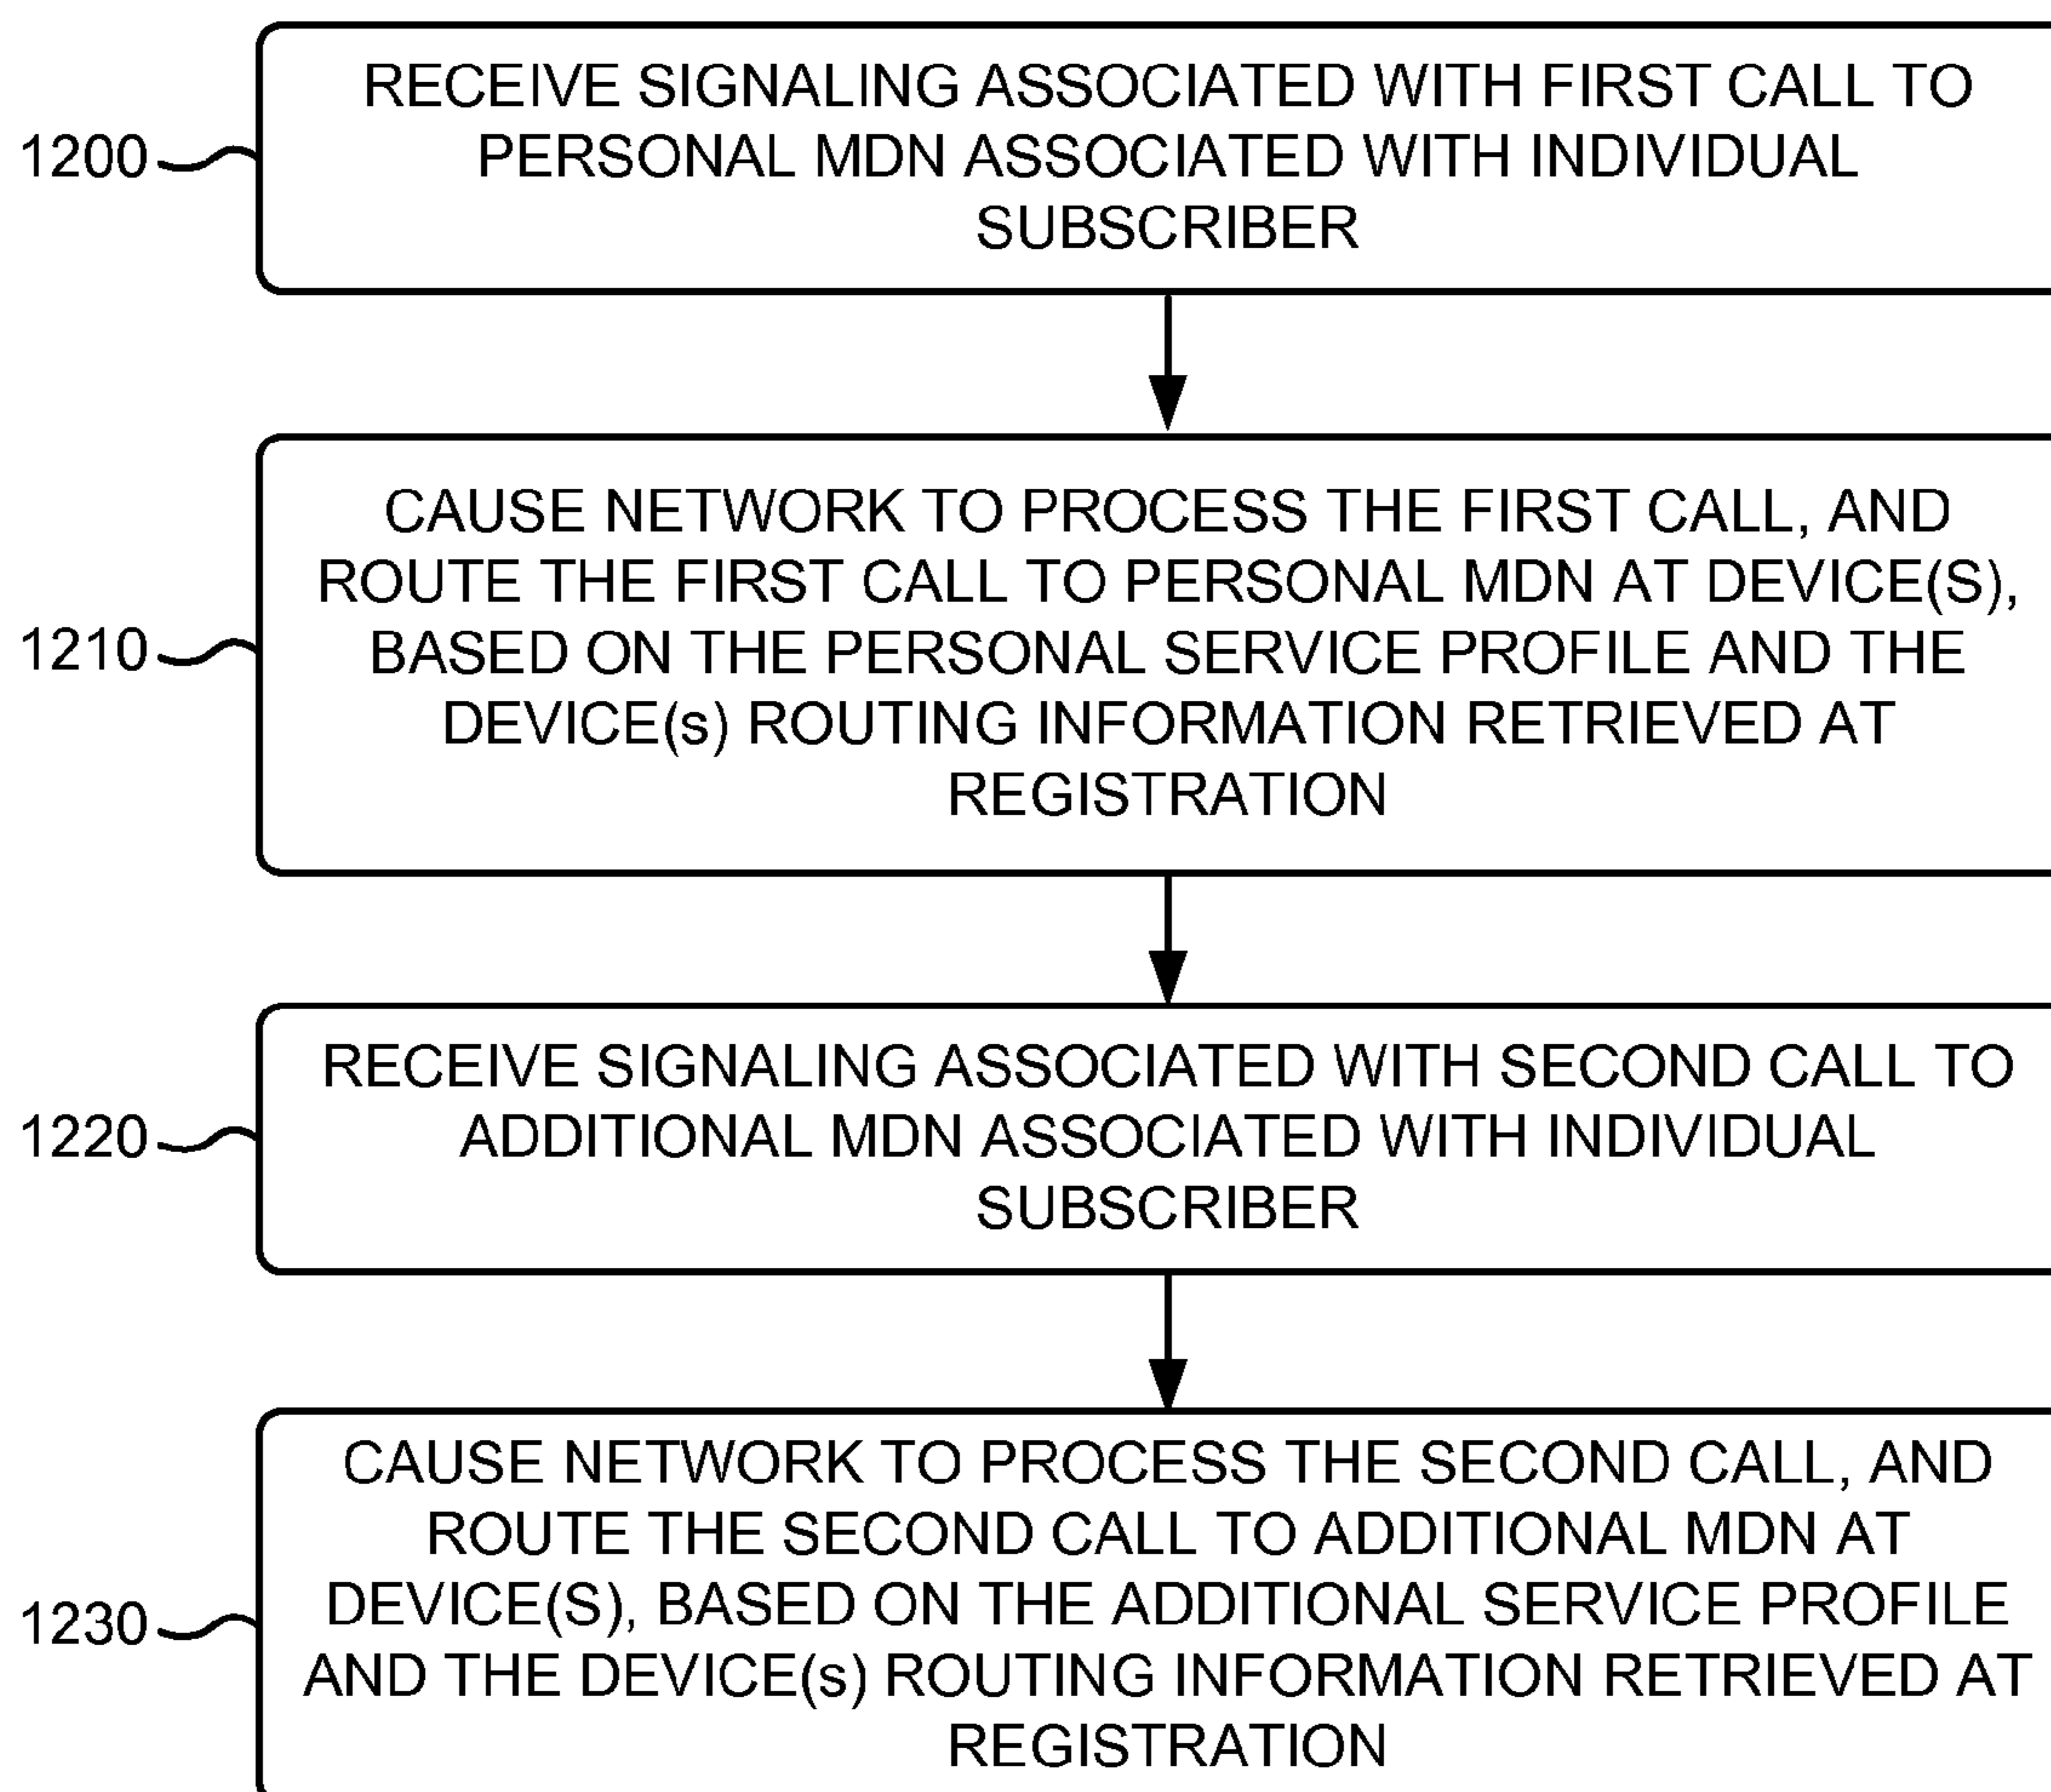 RECEIVE SIGNALING ASSOCIATED WITH FIRST CALL TO
1200
PERSONAL MDN ASSOCIATED WITH INDIVIDUAL
SUBSCRIBER
CAUSE NETWORK TO PROCESS THE FIRST CALL, AND
ROUTE THE FIRST CALL TO PERSONAL MDN AT DEVICE(S),
1210
BASED ON THE PERSONAL SERVICE PROFILE AND THE
DEVICE(s) ROUTING INFORMATION RETRIEVED AT
REGISTRATION
RECEIVE SIGNALING ASSOCIATED WITH SECOND CALL TO
1220
ADDITIONAL MDN ASSOCIATED WITH INDIVIDUAL
SUBSCRIBER
CAUSE NETWORK TO PROCESS THE SECOND CALL, AND
ROUTE THE SECOND CALL TO ADDITIONAL MDN AT
1230
DEVICE(S), BASED ON THE ADDITIONAL SERVICE PROFILE
AND THE DEVICE(s) ROUTING INFORMATION RETRIEVED AT
REGISTRATION